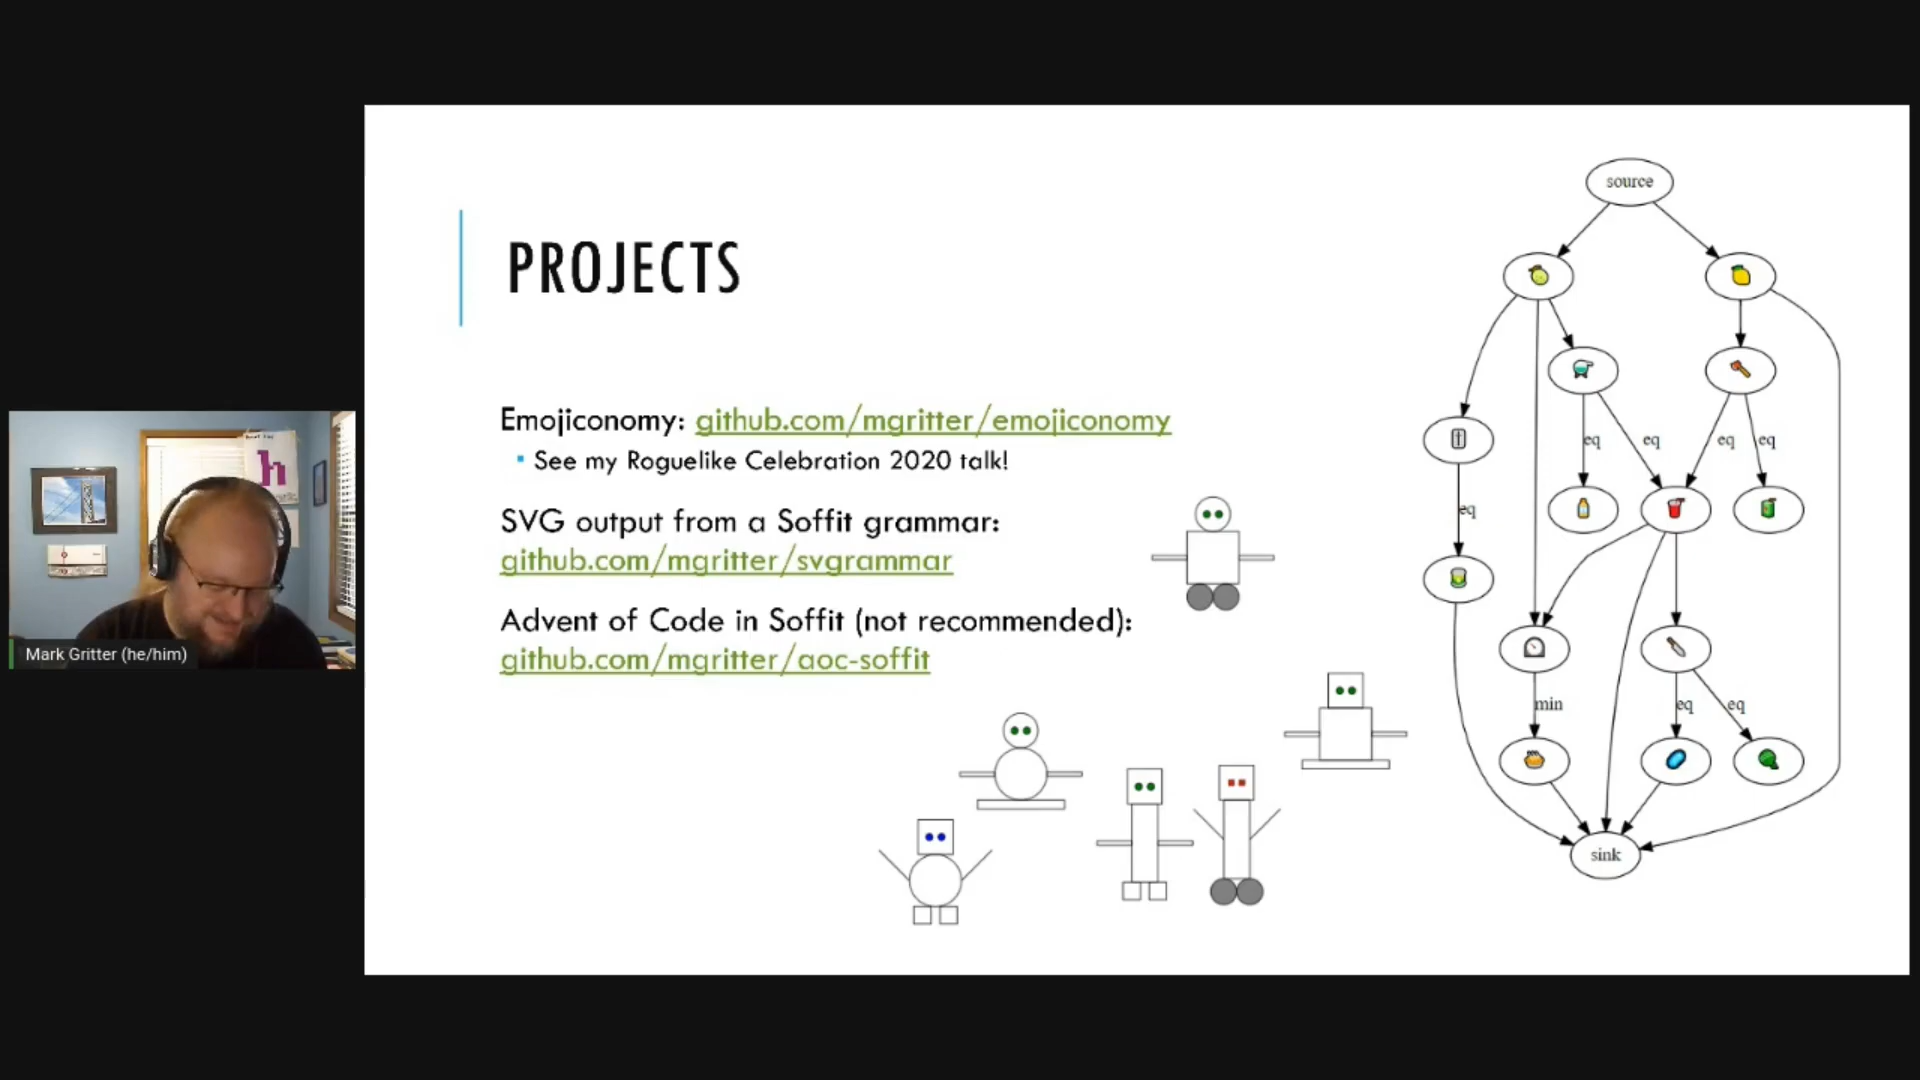 PROJECTS
Emojiconomy: github.com/mgritter/emojiconomy
See my Roguelike Celebration 2020 talk!
SVG output from a Soffit grammar:
github.com/mgritter/svgrammar
Advent of Code in Soffit (not recommended):
github.com/mgritter/aoc-soffit
source
eq
eq
eq
eq
eq
min
eq
eq
sink
Mark Gritter (he/him)